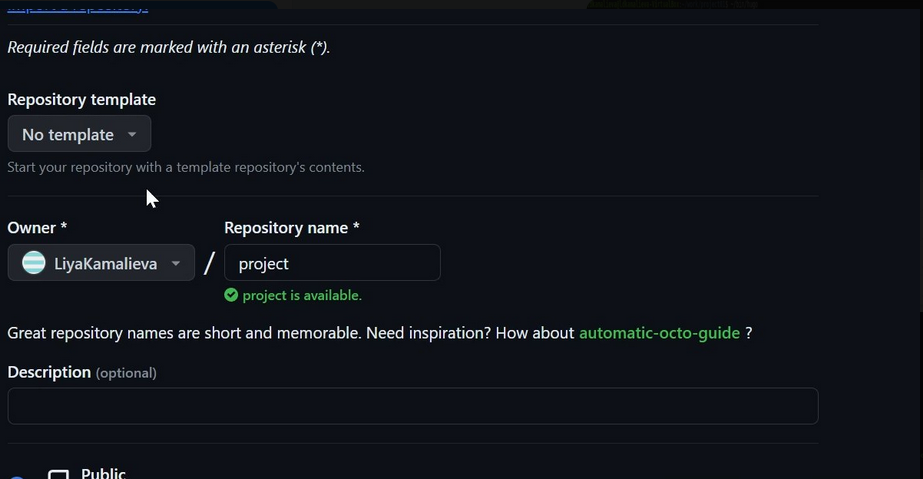 Import a repository.
Required fields are marked with an asterisk (*).
Repository template
No template
Start your repository with a template repository's contents.
Owner *
Repository name *
LiyaKamalieva
/
project
project is available.
Great repository names are short and memorable. Need inspiration? How about automatic-octo-guide ?
Description (optional)
Public